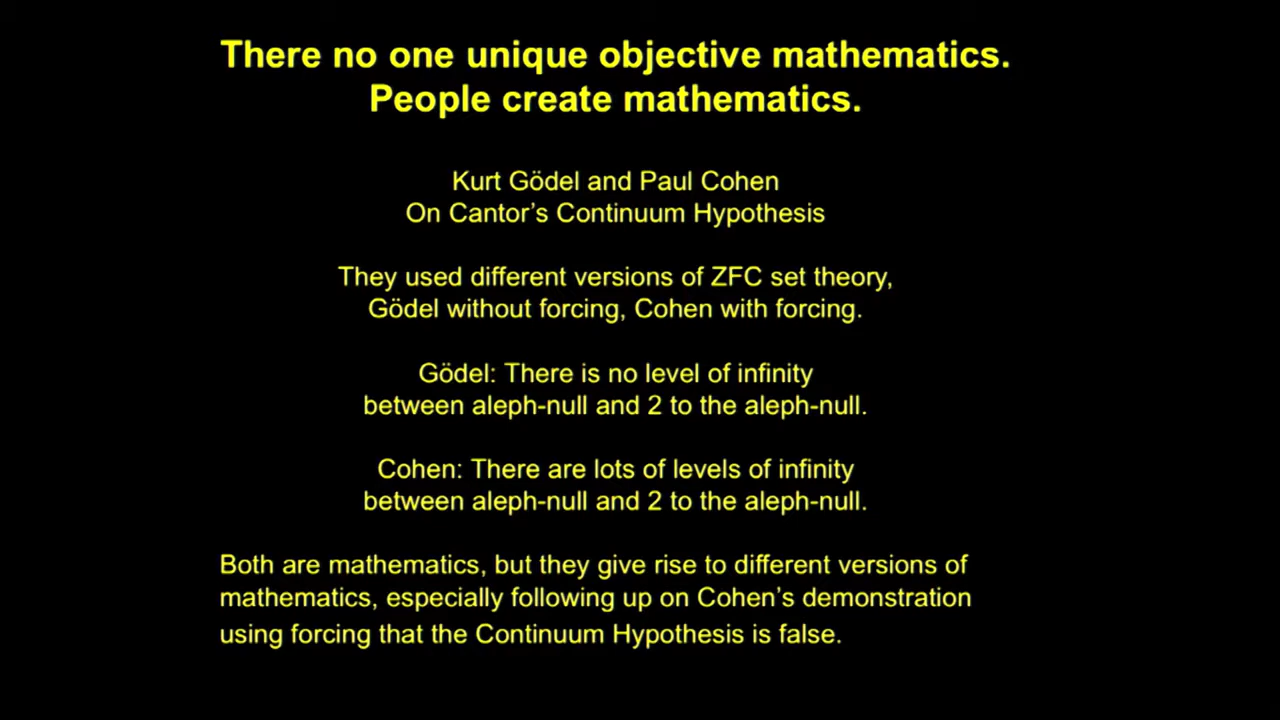 There no one unique objective mathematics.
People create mathematics.
Kurt Gödel and Paul Cohen
On Cantor’s Continuum Hypothesis
They used different versions of ZFC set theory,
Gödel without forcing, Cohen with forcing.
Gödel: There is no level of infinity
between aleph-null and 2 to the aleph-null.
Cohen: There are lots of levels of infinity
between aleph-null and 2 to the aleph-null.
Both are mathematics, but they give rise to different versions of
mathematics, especially following up on Cohen’s demonstration
using forcing that the Continuum Hypothesis is false.